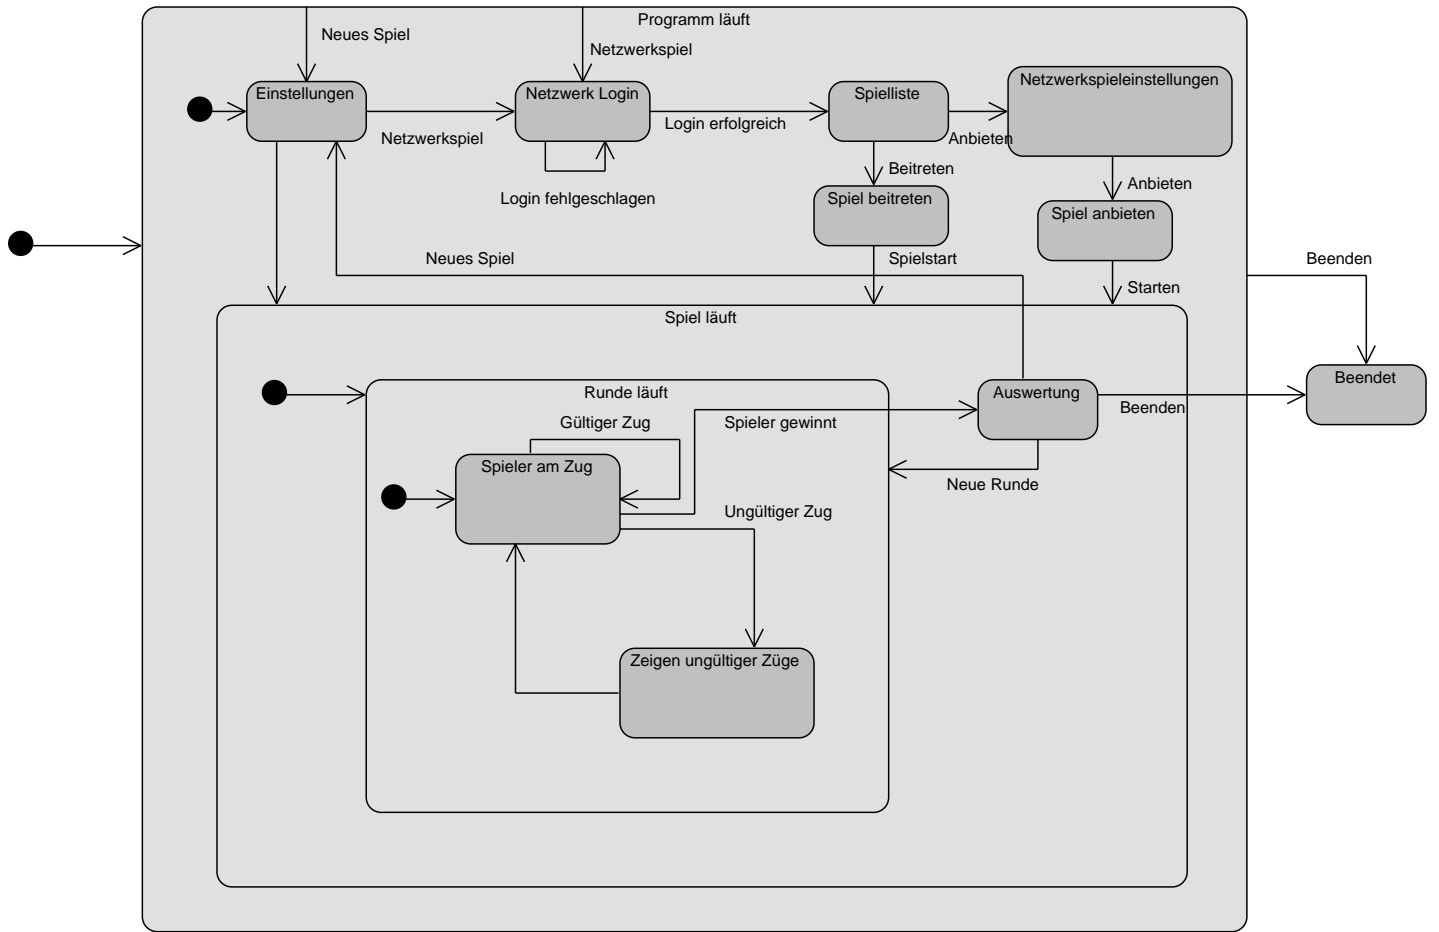 Programm läuft
Neues Spiel
Netzwerkspiel
Einstellungen
Netzwerk Login
Spielliste
Netzwerkspieleinstellungen
Netzwerkspiel
Login erfolgreich
Anbieten
Login fehlgeschlagen
Beitreten
Anbieten
Spiel beitreten
Spiel anbieten
Neues Spiel
Spielstart
Beenden
Starten
Spiel läuft
Beendet
Runde läuft
Auswertung
Beenden
Gültiger Zug
Spieler gewinnt
Spieler am Zug
Neue Runde
Ungültiger Zug
Zeigen ungültiger Züge